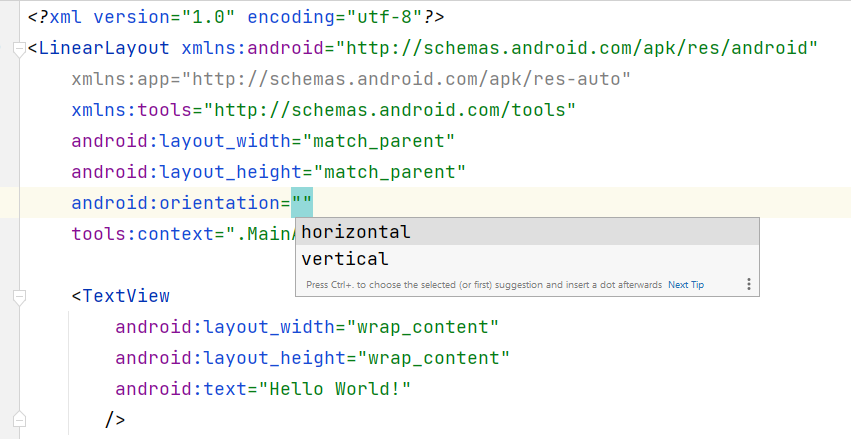 <?xml version="1.0" encoding="utf-8"?>
<LinearLayout xmlns:android="http://schemas.android.com/apk/res/android"
xmlns:app="http://schemas.android.com/apk/res-auto"
xmlns:tools="http://schemas.android.com/tools"
android:layout_width="match_parent"
android:layout_height="match_parent"
android:orientation=""
tools:context=".MainA
horizontal
vertical
Press Ctrl+. to choose the selected (or first) suggestion and insert a dot afterwards Next Tip
<TextView
android:layout_width="wrap_content"
android:layout_height="wrap_content"
android:text="Hello World!"
/>